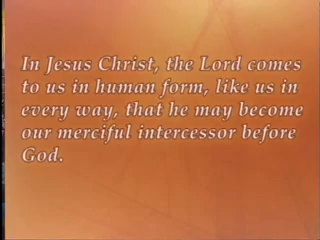 In Jesus Christ, the Lord comes
to us in human form, like us in
every way, that he may become
our merciful intercessor before
God.